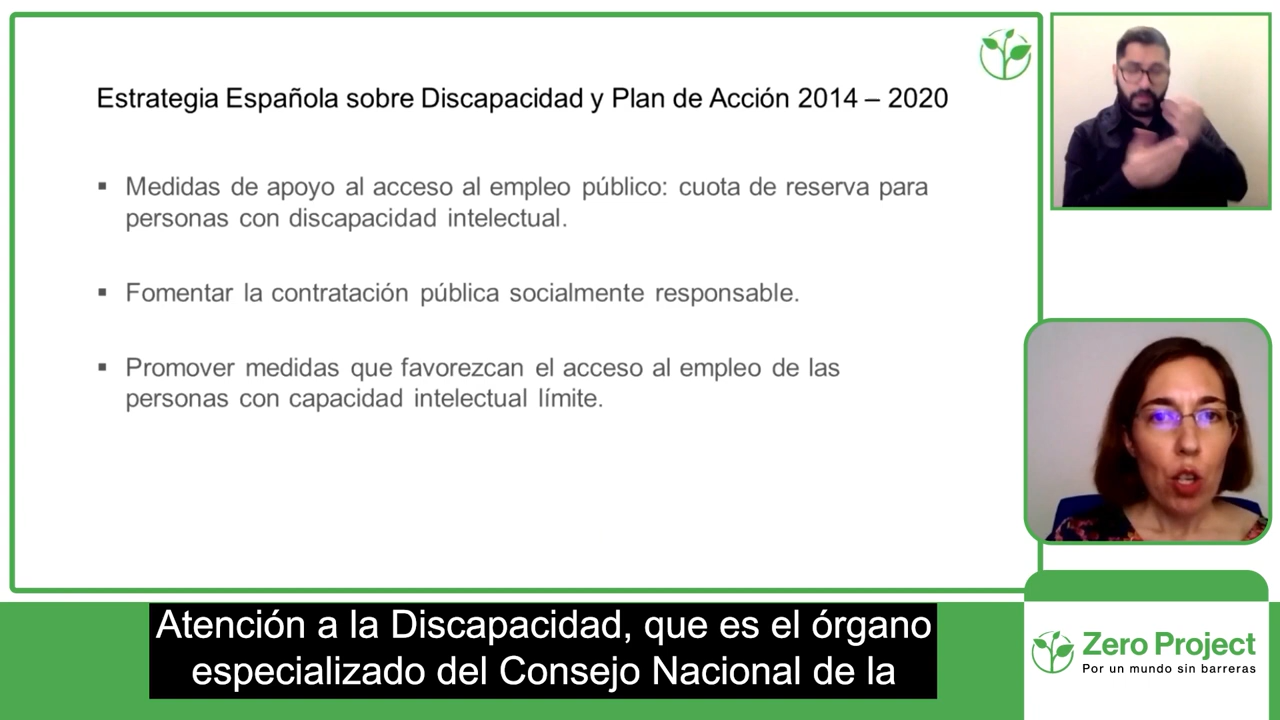 Estrategia Española sobre Discapacidad y Plan de Acción 2014 – 2020
▪ Medidas de apoyo al acceso al empleo público: cuota de reserva para
personas con discapacidad intelectual.
▪ Fomentar la contratación pública socialmente responsable.
▪ Promover medidas que favorezcan el acceso al empleo de las
personas con capacidad intelectual límite.
Atención a la Discapacidad, que es el órgano
especializado del Consejo Nacional de la
Zero Project
Por un mundo sin barreras